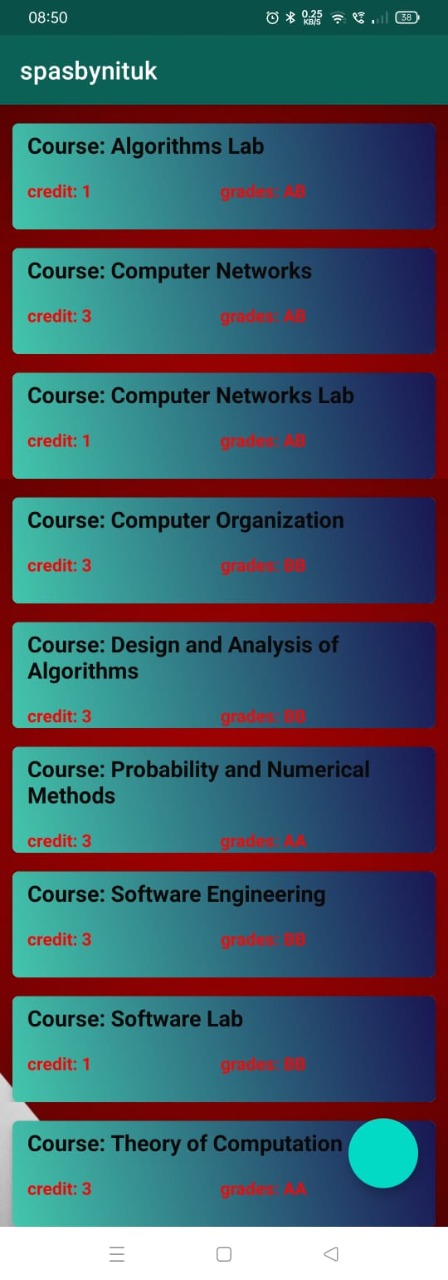 08:50
0.25
KB/S
38
spasbynituk
Course: Algorithms Lab
credit: 1 grades: AB
Course: Computer Networks
credit: 3 grades: AB
Course: Computer Networks Lab
credit: 1 grades: AB
Course: Computer Organization
credit: 3 grades: BB
Course: Design and Analysis of
Algorithms
credit: 3 grades: BB
Course: Probability and Numerical
Methods
credit: 3 grades: AA
Course: Software Engineering
credit: 3 grades: BB
Course: Software Lab
credit: 1 grades: BB
Course: Theory of Computation
credit: 3 grades: AA